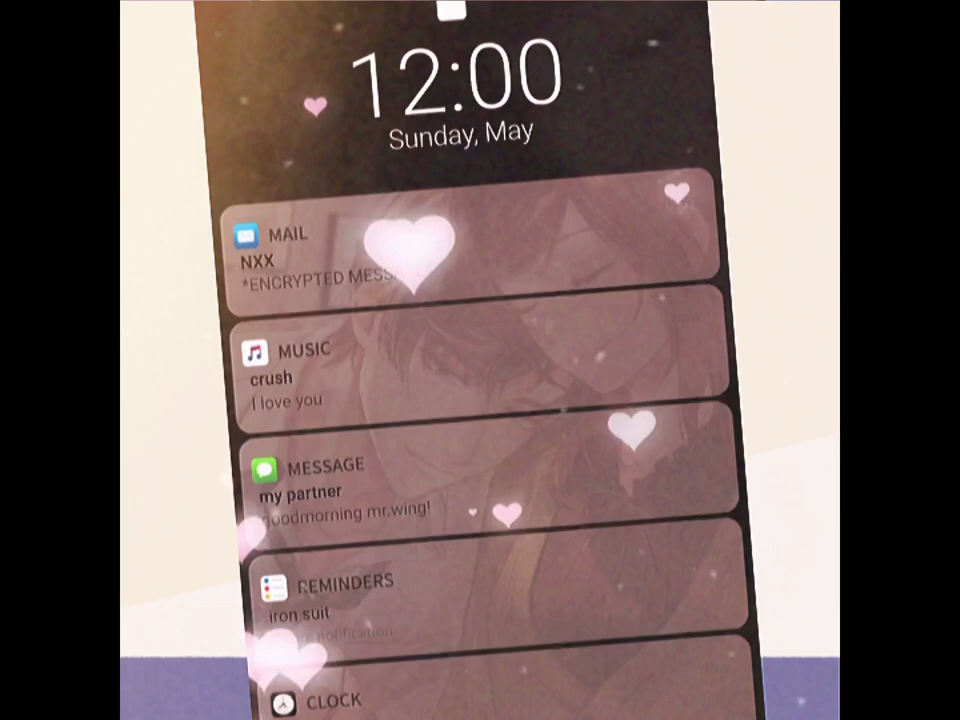 12:00
Sunday, May
MAIL
NXX
*ENCRYPTED MESS
MUSIC
crush
I love you
MESSAGE
my partner
goodmorning mr.wing!
REMINDERS
iron suit
notification
CLOCK